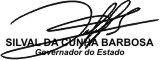 SILVAL DA CUNHA BARBOSA
Governador do Estado